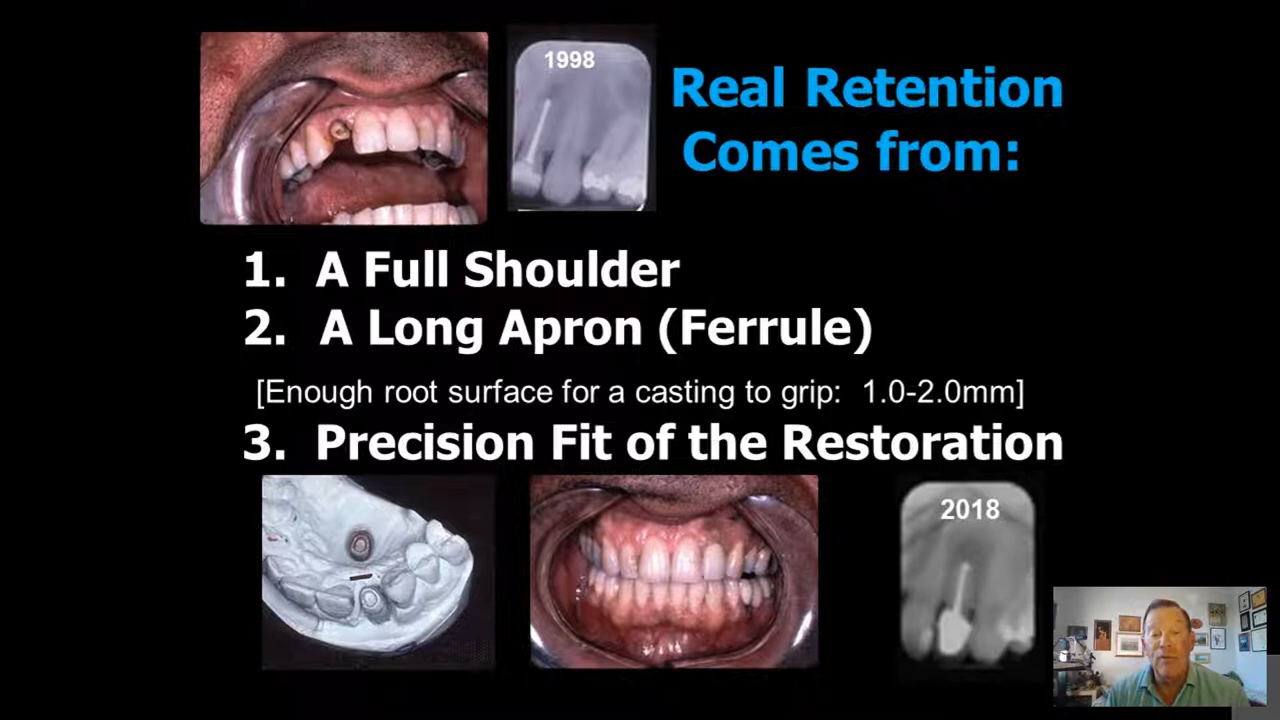 1998
Real Retention
Comes from:
1. A Full Shoulder
2. A Long Apron (Ferrule)
[Enough root surface for a casting to grip: 1.0-2.0mm]
3. Precision Fit of the Restoration
2018